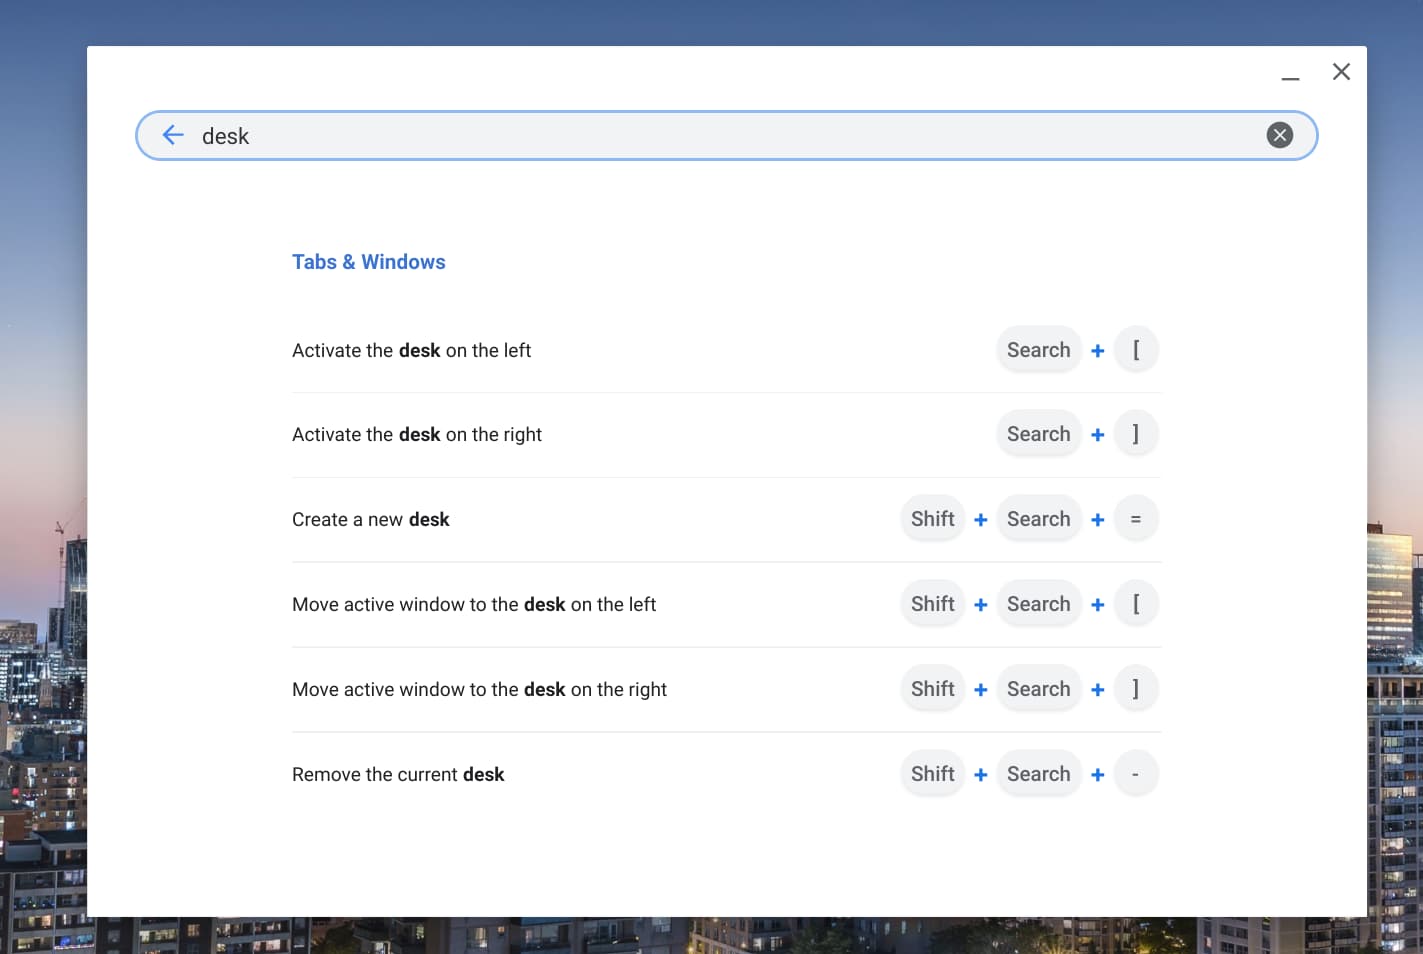 desk
Tabs & Windows
Activate the desk on the left Search + [
Activate the desk on the right Search + ]
Create a new desk Shift + Search + =
Move active window to the desk on the left Shift + Search + [
Move active window to the desk on the right Shift + Search + ]
Remove the current desk Shift + Search + -